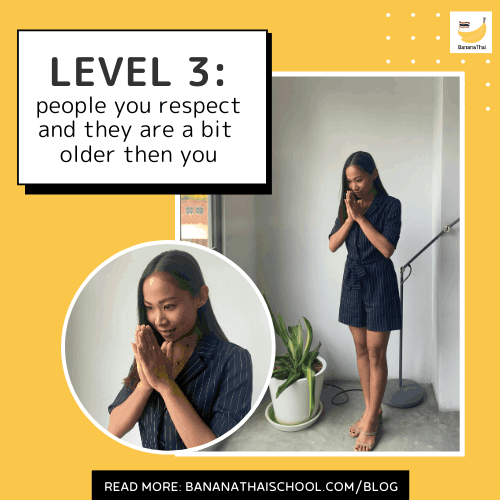 BananaThai
LEVEL 3:
people you respect
and they are a bit
older then you
READ MORE: BANANATHAISCHOOL.COM/BLOG